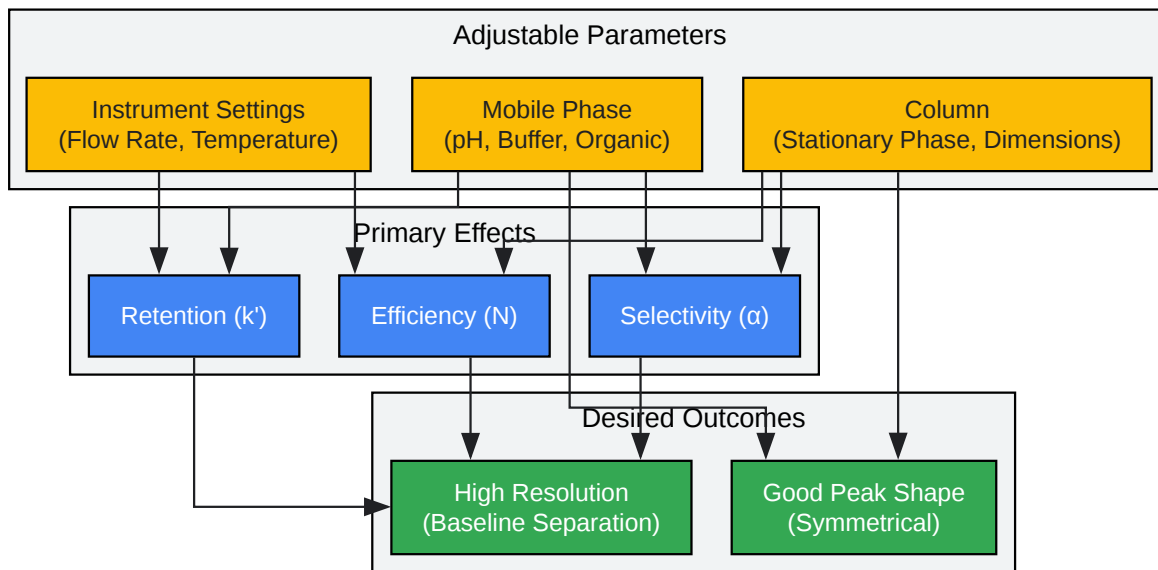 Adjustable Parameters
Instrument Settings
(Flow Rate, Temperature)
Mobile Phase
(pH, Buffer, Organic)
Column
(Stationary Phase, Dimensions)
Primary Effects
Retention (k')
Efficiency (N)
Selectivity (α)
Desired Outcomes
High Resolution
(Baseline Separation)
Good Peak Shape
(Symmetrical)